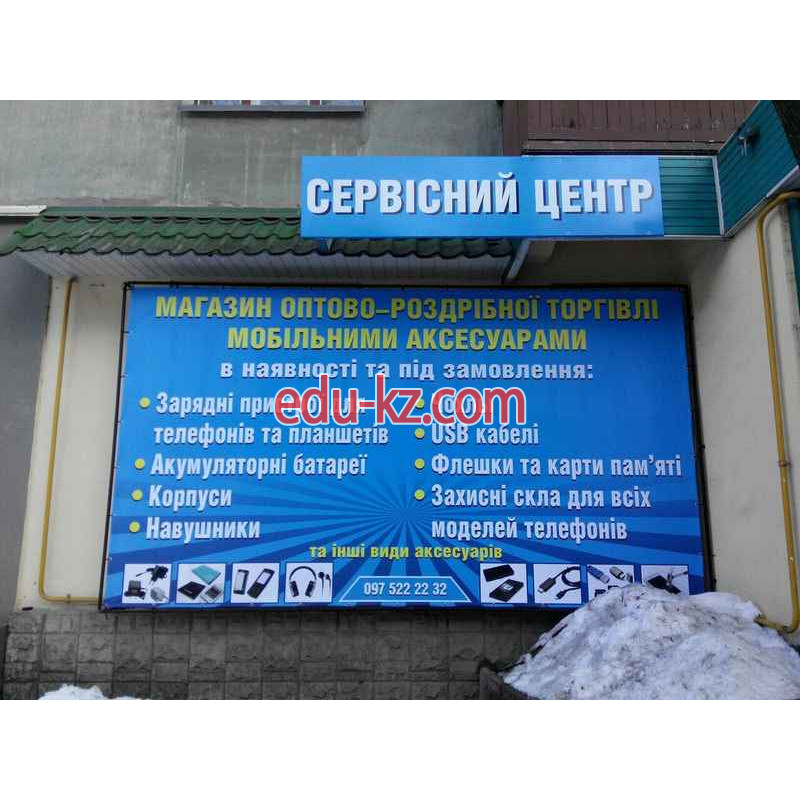 СЕРВІСНИЙ ЦЕНТР
МАГАЗИН ОПТОВО-РОЗДРІБНОЇ ТОРГІВЛІ
МОБІЛЬНИМИ АКСЕСУАРАМИ
в наявності та під замовлення:
• Зарядні
телефонів та планшетів
• Акумуляторні батареї
• Корпуси
• Навушники
• USB кабелі
• Флешки та карти пам'яті
• Захисні скла для всіх
моделей телефонів
та інші види аксесуарів
097 522 22 32
edu-kz.com